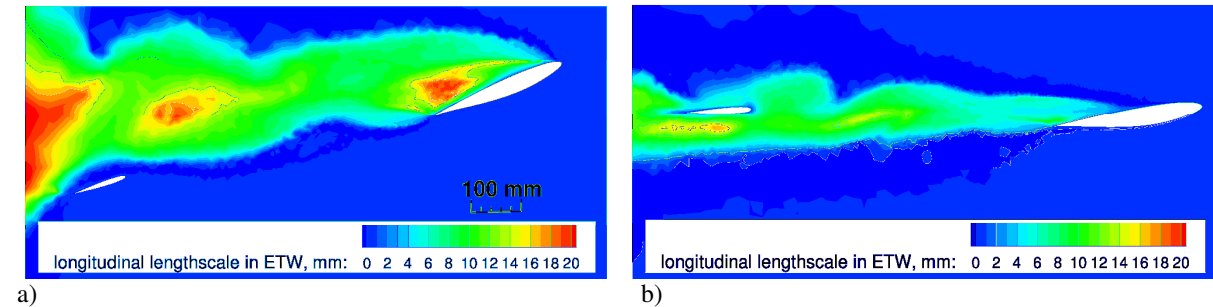 100 mm
longitudinal lengthscale in ETW, mm: 0 2 4 6 8 10 12 14 16 18 20
longitudinal lengthscale in ETW, mm: 0 2 4 6 8 10 12 14 16 18 20
a)
b)